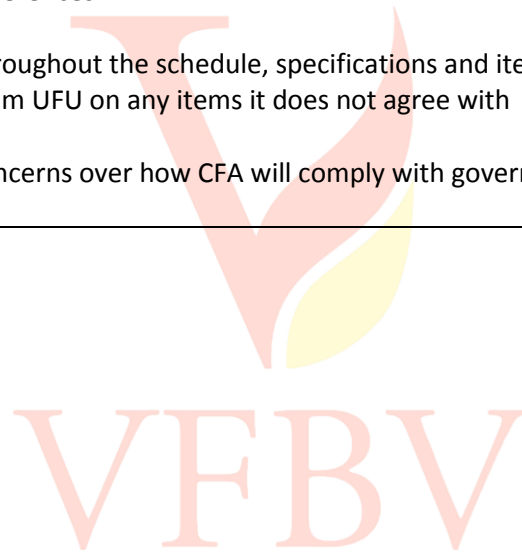 roughout the schedule, specifications and ite
m UFU on any items it does not agree with
ncerns over how CFA will comply with govern
VFBV